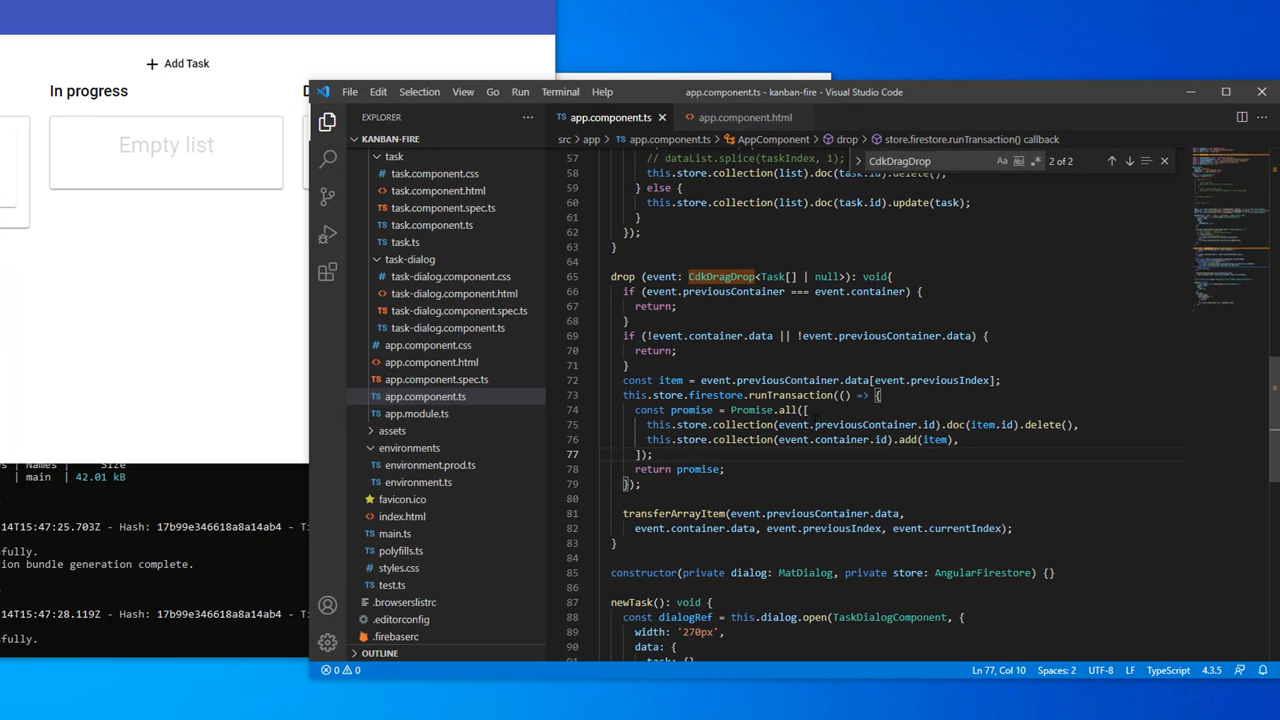 Add Task
In progress
D
Empty list
s | Names | Size
| main | 42.01 kB
14T15:47:25.703Z - Hash: 17b99e346618a8a14ab4 - Ti
sfully.
ion bundle generation complete.
14T15:47:28.119Z - Hash: 17b99e346618a8a14ab4 - Ti
sfully.
File Edit Selection View Go Run Terminal Help
app.component.ts - kanban-fire - Visual Studio Code
EXPLORER
KANBAN-FIRE
task
task.component.css
task.component.html
task.component.spec.ts
task.component.ts
task.ts
task-dialog
task-dialog.component.css
task-dialog.component.html
task-dialog.component.spec.ts
task-dialog.component.ts
app.component.css
app.component.html
app.component.spec.ts
app.component.ts
app.module.ts
assets
environments
environment.prod.ts
environment.ts
favicon.ico
index.html
main.ts
polyfills.ts
styles.css
test.ts
.browserslistrc
.editorconfig
.firebaserc
OUTLINE
app.component.ts
app.component.html
src > app > app.component.ts > AppComponent > drop > store.firestore.runTransaction() callback
CdkDragDrop Aa Ab .* 2 of 2
57 // dataList.splice(taskIndex, 1);
58 this.store.collection(list).doc(task.id).delete();
59 } else {
60 this.store.collection(list).doc(task.id).update(task);
61 }
62 });
63 }
64
65 drop (event: CdkDragDrop<Task[] | null>): void{
66 if (event.previousContainer === event.container) {
67 return;
68 }
69 if (!event.container.data || !event.previousContainer.data) {
70 return;
71 }
72 const item = event.previousContainer.data[event.previousIndex];
73 this.store.firestore.runTransaction(() => {
74 const promise = Promise.all([
75 this.store.collection(event.previousContainer.id).doc(item.id).delete(),
76 this.store.collection(event.container.id).add(item),
77 ]);
78 return promise;
79 });
80
81 transferArrayItem(event.previousContainer.data,
82 event.container.data, event.previousIndex, event.currentIndex);
83 }
84
85 constructor(private dialog: MatDialog, private store: AngularFirestore) {}
86
87 newTask(): void {
88 const dialogRef = this.dialog.open(TaskDialogComponent, {
89 width: '270px',
90 data: {
91 task: {}
0 0 Ln 77, Col 10 Spaces: 2 UTF-8 LF TypeScript 4.3.5